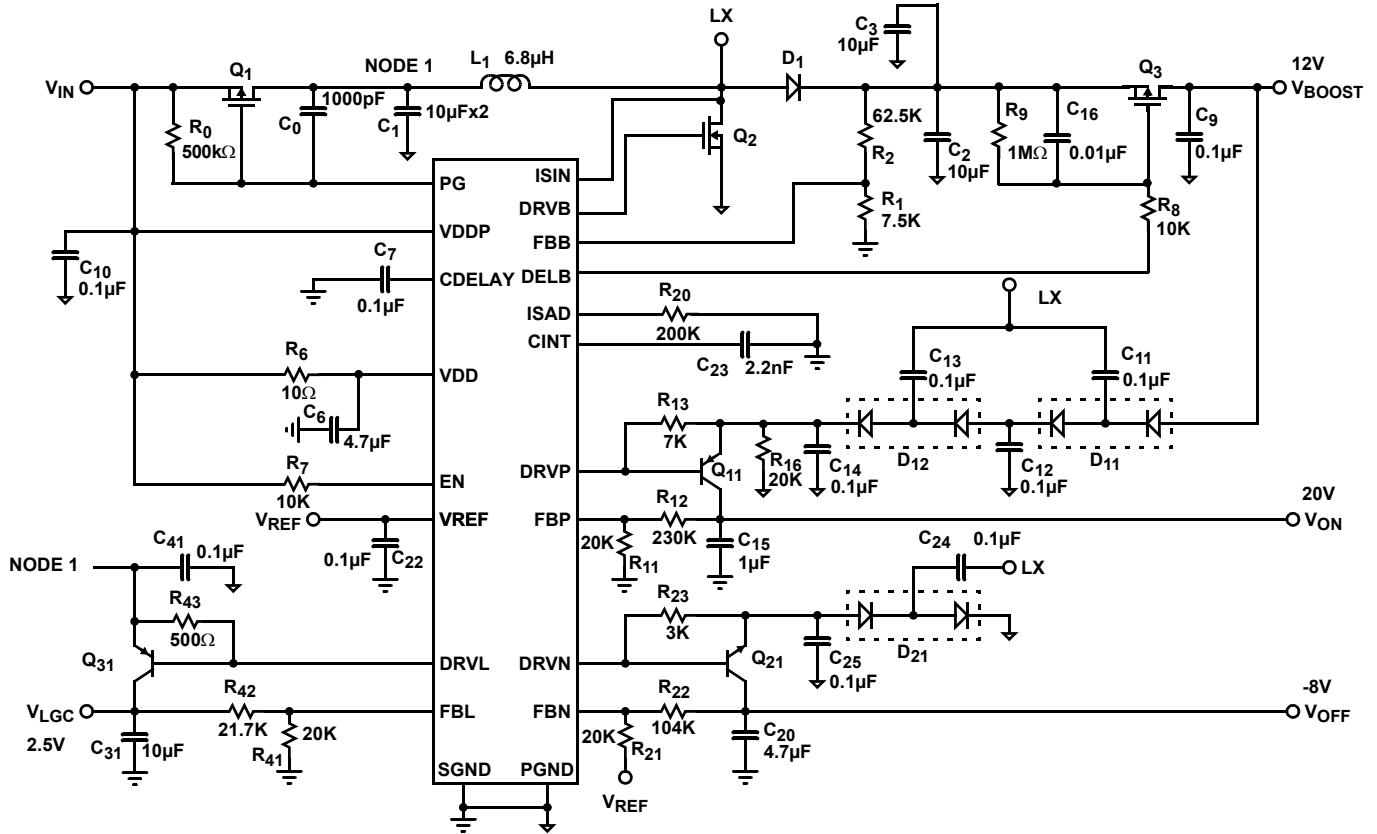 LX
C3
10µF
VIN
Q1
NODE 1
L1 6.8µH
D1
Q3
12V
VBOOST
1000pF
C0
10µFx2
C1
R0
500kΩ
Q2
62.5K
R2
C2
10µF
R9
1MΩ
C16
0.01µF
C9
0.1µF
PG
ISIN
R1
7.5K
R8
10K
DRVB
VDDP
FBB
C10
0.1µF
C7
0.1µF
CDELAY
DELB
ISAD
R20
200K
LX
CINT
C23 2.2nF
R6
10Ω
VDD
C13
0.1µF
C11
0.1µF
C6
4.7µF
R13
7K
R7
10K
EN
DRVP
Q11
R16
20K
C14
0.1µF
D12
C12
0.1µF
D11
VREF
VREF
FBP
R12
230K
20V
VON
0.1µF
C22
20K
R11
C15
1µF
C24
0.1µF
LX
C41
0.1µF
NODE 1
R43
500Ω
R23
3K
Q31
DRVL
DRVN
Q21
C25
0.1µF
D21
VLGC
2.5V
R42
21.7K
FBL
FBN
R22
104K
-8V
VOFF
C31
10µF
20K
R41
20K
R21
C20
4.7µF
SGND
PGND
VREF